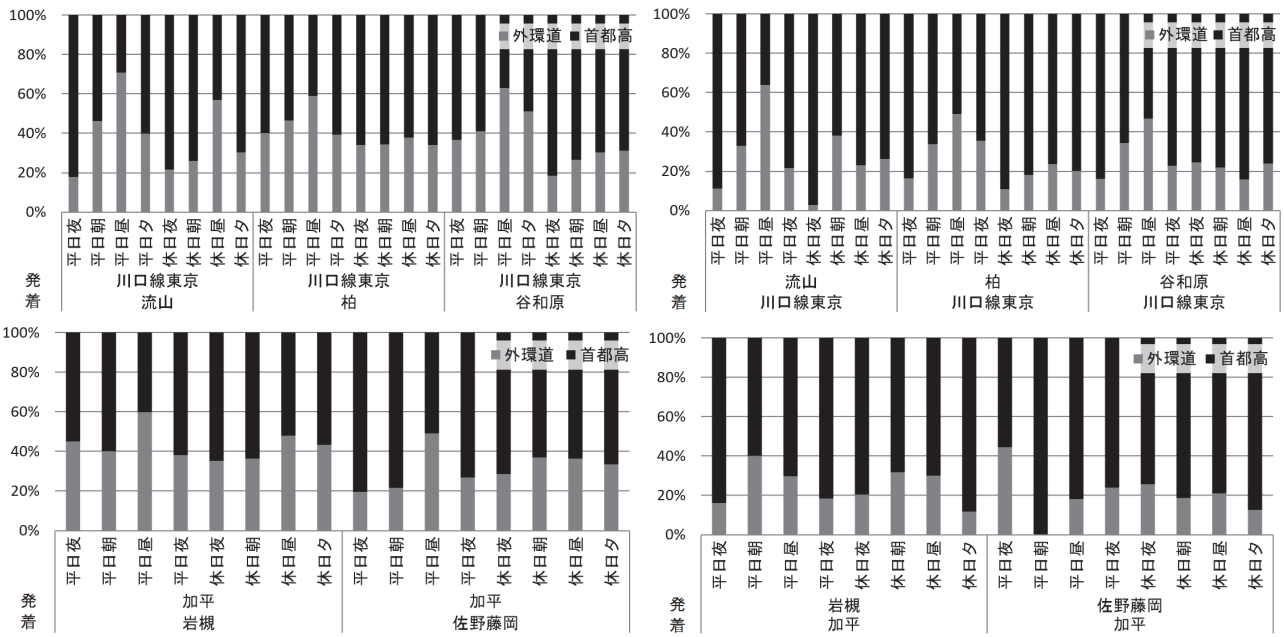 100%
80%
60%
40%
20%
0%
外環道 首都高
平日夜 平日朝 平日昼 平日夕 休日夜 休日朝 休日昼 休日夕 平日夜 平日朝 平日昼 平日夕 休日夜 休日朝 休日昼 休日夕 平日夜 平日朝 平日昼 平日夕 休日夜 休日朝 休日昼 休日夕
発 川口線東京 川口線東京 川口線東京
着 流山 柏 谷和原
100%
80%
60%
40%
20%
0%
外環道 首都高
平日夜 平日朝 平日昼 平日夕 休日夜 休日朝 休日昼 休日夕 平日夜 平日朝 平日昼 平日夕 休日夜 休日朝 休日昼 休日夕 平日夜 平日朝 平日昼 平日夕 休日夜 休日朝 休日昼 休日夕
発 流山 柏 谷和原
着 川口線東京 川口線東京 川口線東京
100%
80%
60%
40%
20%
0%
外環道 首都高
平日夜 平日朝 平日昼 平日夜 休日夜 休日朝 休日昼 休日夕 平日夜 平日朝 平日昼 平日夜 休日夜 休日朝 休日昼 休日夕
発 加平 加平
着 岩槻 佐野藤岡
100%
80%
60%
40%
20%
0%
外環道 首都高
平日夜 平日朝 平日昼 平日夜 休日夜 休日朝 休日昼 休日夕 平日夜 平日朝 平日昼 平日夜 休日夜 休日朝 休日昼 休日夕
発 岩槻 佐野藤岡
着 加平 加平